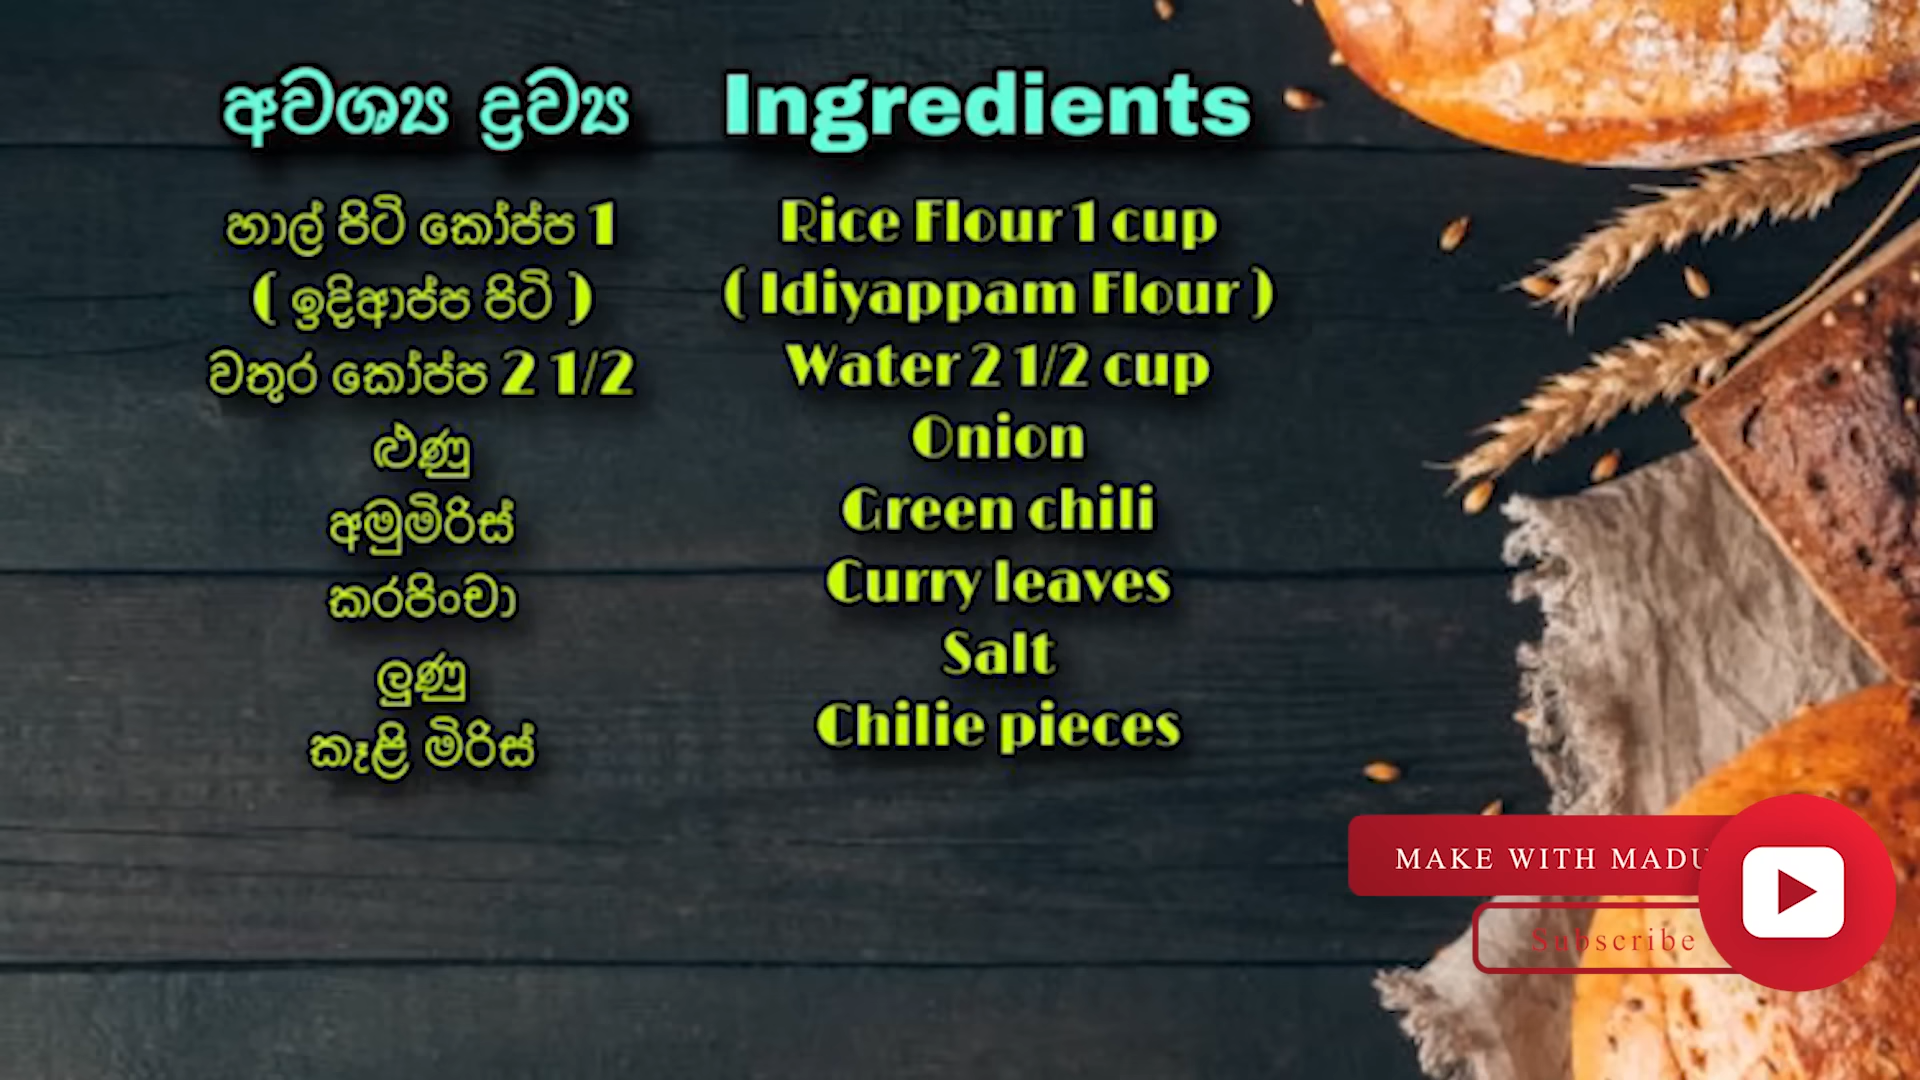 අවශ්‍ය ද්‍රව්‍ය
හාල් පිටි කෝප්ප 1
( ඉදිආප්ප පිටි )
වතුර කෝප්ප 2 1/2
ළුණු
අමුමිරිස්
කරපිංචා
ලුණු
කෑළි මිරිස්
Ingredients
Rice Flour 1 cup
( Idiyappam Flour )
Water 2 1/2 cup
Onion
Green chili
Curry leaves
Salt
Chilie pieces
MAKE WITH MADU
Subscribe